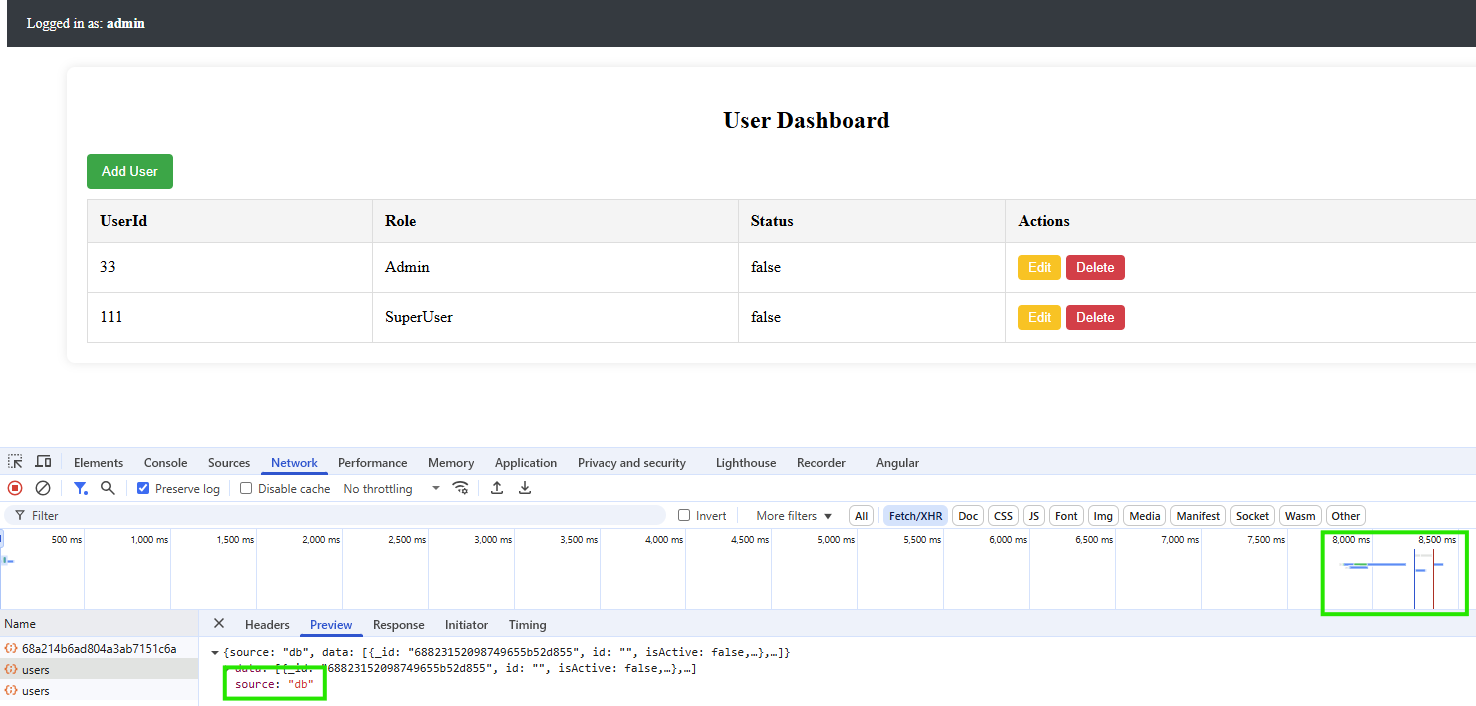 Logged in as: admin
User Dashboard
Add User
UserId Role Status Actions
33 Admin false Edit Delete
111 SuperUser false Edit Delete
Elements Console Sources Network Performance Memory Application Privacy and security Lighthouse Recorder Angular
Preserve log Disable cache No throttling
Filter Invert More filters All Fetch/XHR Doc CSS JS Font Img Media Manifest Socket Wasm Other
500 ms 1,000 ms 1,500 ms 2,000 ms 2,500 ms 3,000 ms 3,500 ms 4,000 ms 4,500 ms 5,000 ms 5,500 ms 6,000 ms 6,500 ms 7,000 ms 7,500 ms 8,000 ms 8,500 ms
Name Headers Preview Response Initiator Timing
68a214b6ad804a3ab7151c6a {source: "db", data: [{_id: "68823152098749655b52d855", id: "", isActive: false,…},…]}
users data: [{_id: "68823152098749655b52d855", id: "", isActive: false,…},…]
source: "db"
users